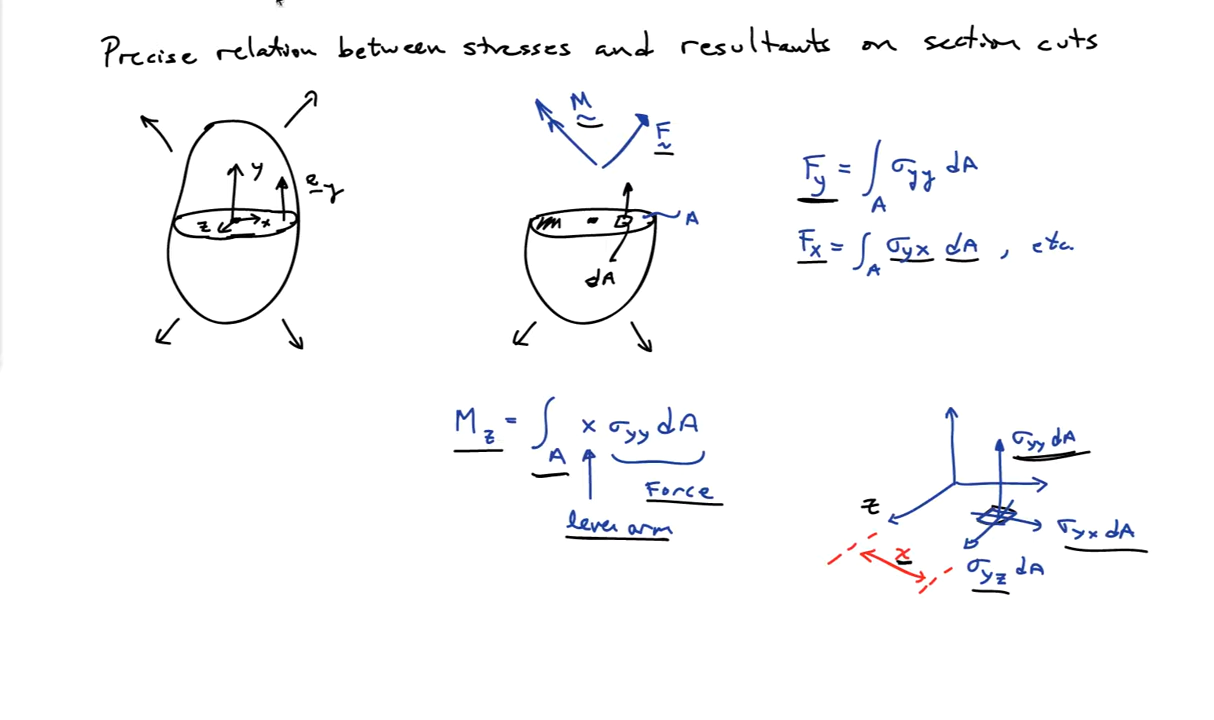 Precise relation between stresses and resultants on section cuts
M
F
y
e_y
z
x
A
dA
F_y = ∫_A σ_yy dA
F_x = ∫_A σ_yx dA , etc.
M_z = ∫_A x σ_yy dA
Force
lever arm
σ_yy dA
z
σ_yx dA
x
σ_yz dA